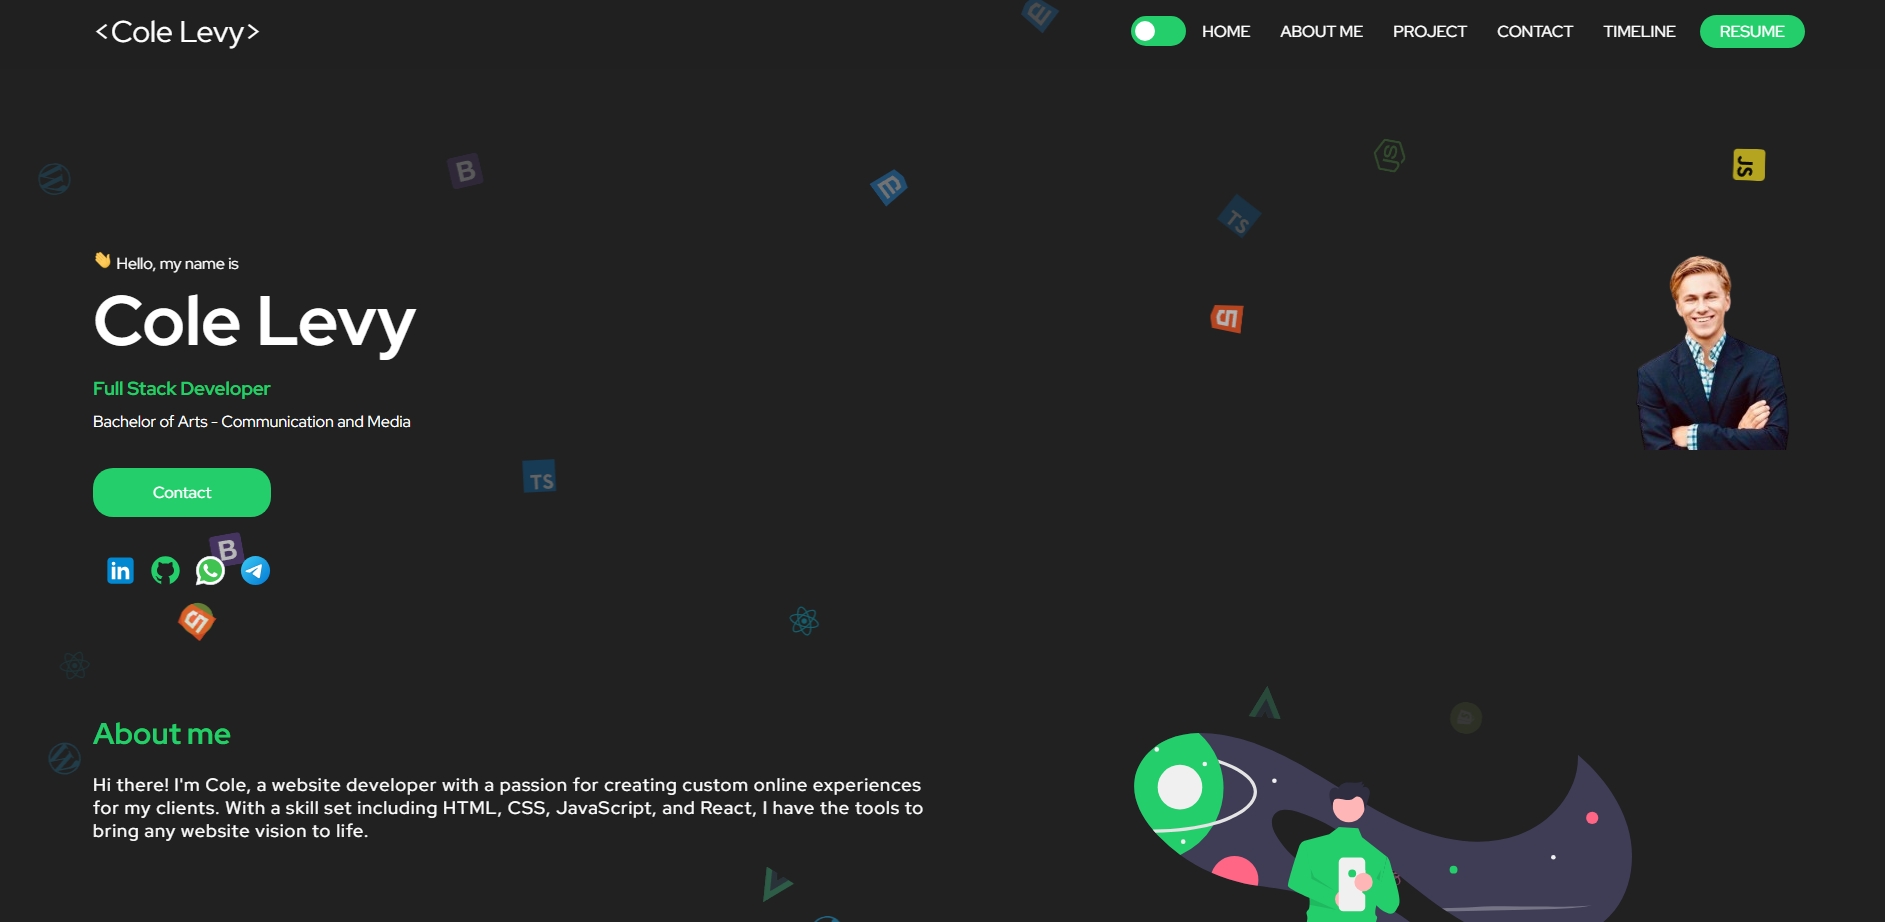 <Cole Levy>
HOME ABOUT ME PROJECT CONTACT TIMELINE RESUME
B
JS
TS
5
👋 Hello, my name is
Cole Levy
Full Stack Developer
Bachelor of Arts - Communication and Media
TS
Contact
B
in
5
About me
Hi there! I'm Cole, a website developer with a passion for creating custom online experiences
for my clients. With a skill set including HTML, CSS, JavaScript, and React, I have the tools to
bring any website vision to life.